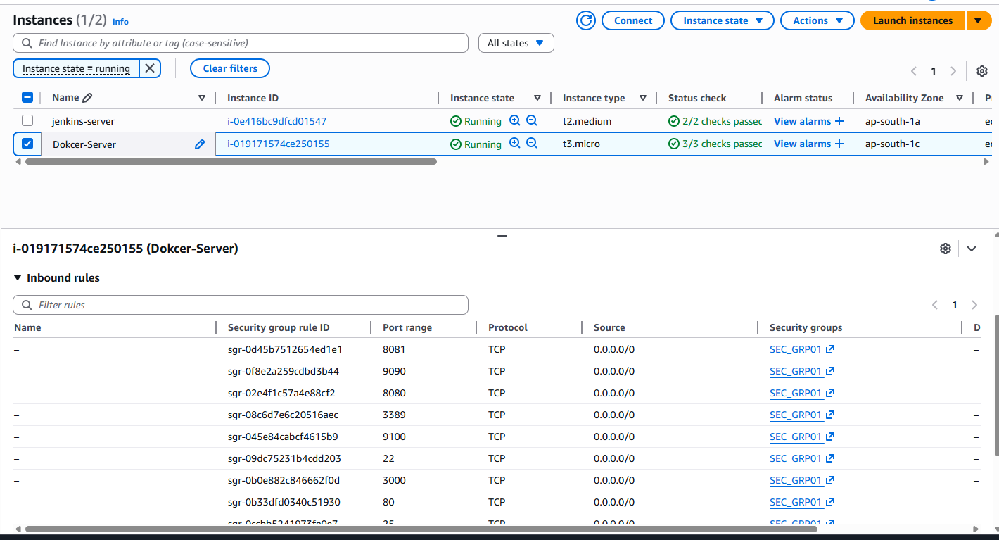 Instances (1/2) Info
Connect Instance state Actions Launch instances
Find Instance by attribute or tag (case-sensitive) All states
Instance state = running Clear filters
1
Name Instance ID Instance state Instance type Status check Alarm status Availability Zone
jenkins-server i-0e416bc9dfcd01547 Running t2.medium 2/2 checks passed View alarms + ap-south-1a
Dokcer-Server i-019171574ce250155 Running t3.micro 3/3 checks passed View alarms + ap-south-1c
i-019171574ce250155 (Dokcer-Server)
Inbound rules
Filter rules 1
Name Security group rule ID Port range Protocol Source Security groups
– sgr-0d45b7512654ed1e1 8081 TCP 0.0.0.0/0 SEC_GRP01 –
– sgr-0f8e2a259cdbd3b44 9090 TCP 0.0.0.0/0 SEC_GRP01 –
– sgr-02e4f1c57a4e88cf2 8080 TCP 0.0.0.0/0 SEC_GRP01 –
– sgr-08c6d7e6c20516aec 3389 TCP 0.0.0.0/0 SEC_GRP01 –
– sgr-045e84cabcf4615b9 9100 TCP 0.0.0.0/0 SEC_GRP01 –
– sgr-09dc75231b4cdd203 22 TCP 0.0.0.0/0 SEC_GRP01 –
– sgr-0b0e882c846662f0d 3000 TCP 0.0.0.0/0 SEC_GRP01 –
– sgr-0b33dfd0340c51930 80 TCP 0.0.0.0/0 SEC_GRP01 –
TCP 0.0.0.0/0 SEC_GRP01